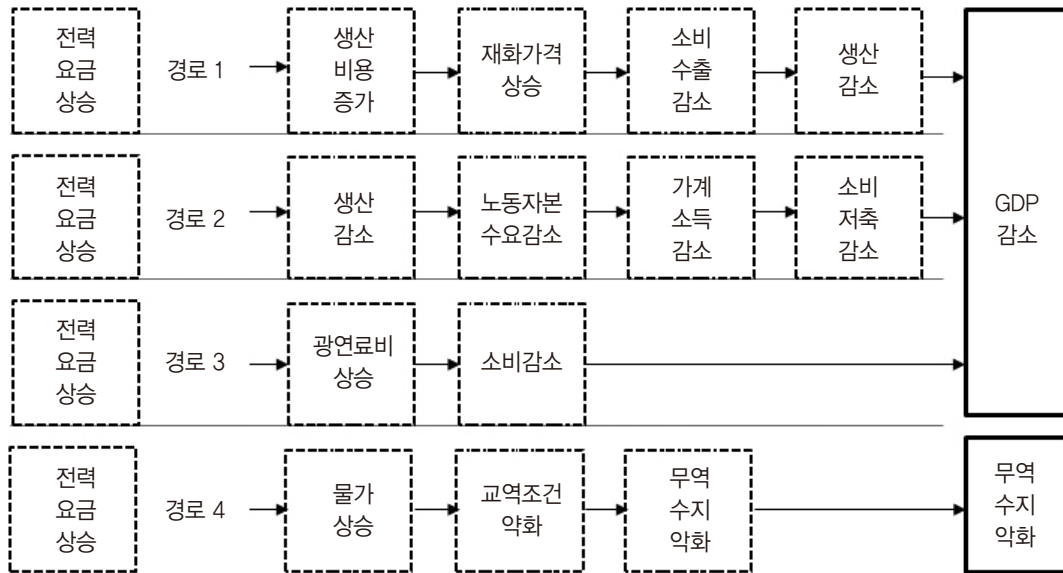 전력
요금
상승
경로 1
생산
비용
증가
재화가격
상승
소비
수출
감소
생산
감소
전력
요금
상승
경로 2
생산
감소
노동자본
수요감소
가계
소득
감소
소비
저축
감소
GDP
감소
전력
요금
상승
경로 3
광연료비
상승
소비감소
전력
요금
상승
경로 4
물가
상승
교역조건
악화
무역
수지
악화
무역
수지
악화